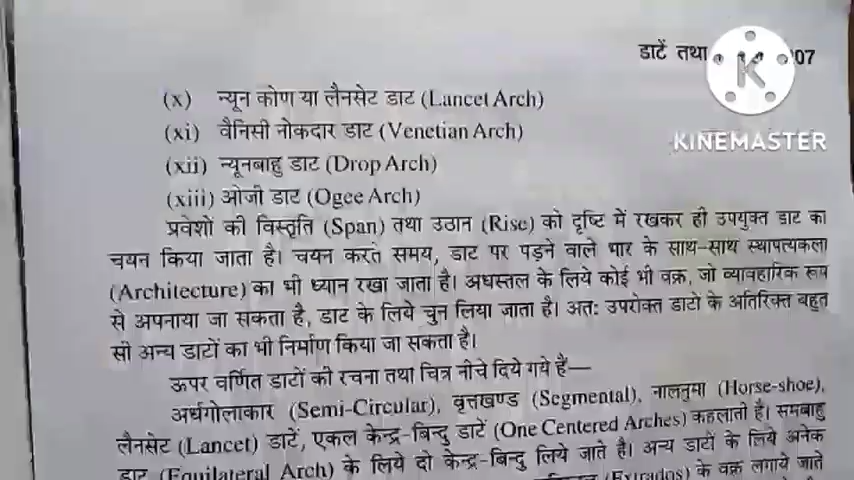 डाटें तथा 07
K
KINEMASTER
(x) न्यून कोण या लैनसेट डाट (Lancet Arch)
(xi) वैनिसी नोकदार डाट (Venetian Arch)
(xii) न्यूनबाहु डाट (Drop Arch)
(xiii) ओजी डाट (Ogee Arch)
प्रवेशों की विस्तृति (Span) तथा उठान (Rise) को दृष्टि में रखकर ही उपयुक्त डाट का
चयन किया जाता है। चयन करते समय, डाट पर पड़ने वाले भार के साथ-साथ स्थापत्यकला
(Architecture) का भी ध्यान रखा जाता है। अधस्तल के लिये कोई भी वक्र, जो व्यावहारिक रूप
से अपनाया जा सकता है, डाट के लिये चुन लिया जाता है। अतः उपरोक्त डाटों के अतिरिक्त बहुत
सी अन्य डाटों का भी निर्माण किया जा सकता है।
ऊपर वर्णित डाटों की रचना तथा चित्र नीचे दिये गये हैं—
अर्धगोलाकार (Semi-Circular), वृत्तखण्ड (Segmental), नालनुमा (Horse-shoe),
लैनसेट (Lancet) डाटें, एकल केन्द्र-बिन्दु डाटें (One Centered Arches) कहलाती है। समबाहु
डाट (Equilateral Arch) के लिये दो केन्द्र-बिन्दु लिये जाते है। अन्य डाटों के लिये अनेक
(Extrados) के वक्र लगाये जाते